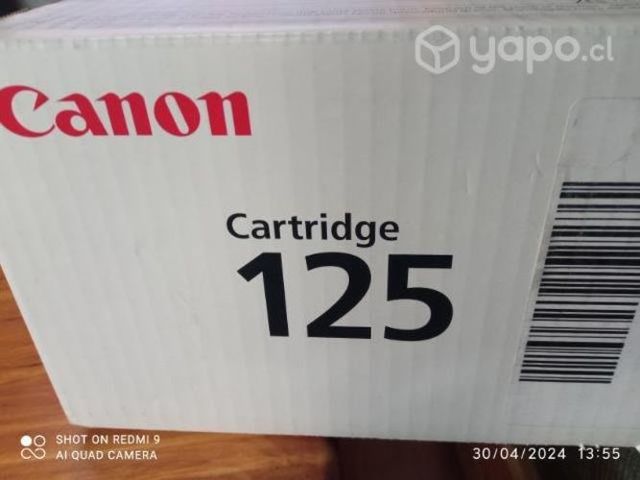 yapo.cl
Canon
Cartridge
125
SHOT ON REDMI 9
AI QUAD CAMERA
30/04/2024 13:55